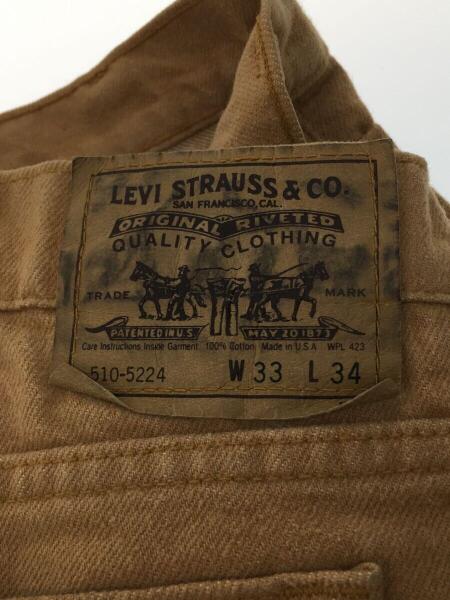 LEVI STRAUSS & CO.
SAN FRANCISCO, CAL.
ORIGINAL RIVETED
QUALITY CLOTHING
TRADE MARK
PATENTED IN U.S. MAY 20 1873
Care Instructions Inside Garment 100% Cotton Made in U.S.A WPL 423
510-5224 W 33 L 34